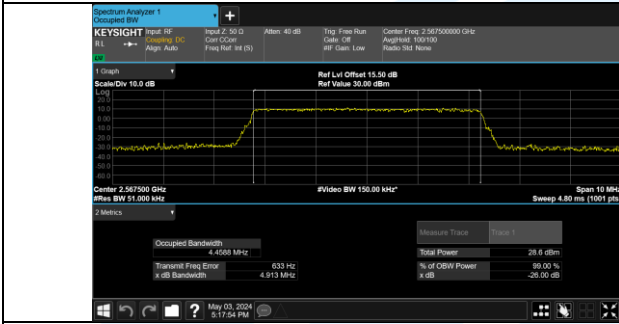 Spectrum Analyzer 1
Occupied BW
KEYSIGHT Input: RF Input Z: 50 Ω Atten: 40 dB Trig: Free Run Center Freq: 2.567500000 GHz
RL Coupling: DC Corr CCorr Gate: Off Avg|Hold: 100/100
Align: Auto Freq Ref: Int (S) #IF Gain: Low Radio Std: None
1 Graph
Ref Lvl Offset 15.50 dB
Scale/Div 10.0 dB Ref Value 30.00 dBm
Log
20.0
10.0
0.00
-10.0
-20.0
-30.0
-40.0
-50.0
-60.0
Center 2.567500 GHz #Video BW 150.00 kHz* Span 10 MHz
#Res BW 51.000 kHz Sweep 4.80 ms (1001 pts
2 Metrics
Measure Trace Trace 1
Occupied Bandwidth
4.4588 MHz Total Power 28.6 dBm
Transmit Freq Error 633 Hz % of OBW Power 99.00 %
x dB Bandwidth 4.913 MHz x dB -26.00 dB
? May 03, 2024
5:17:54 PM